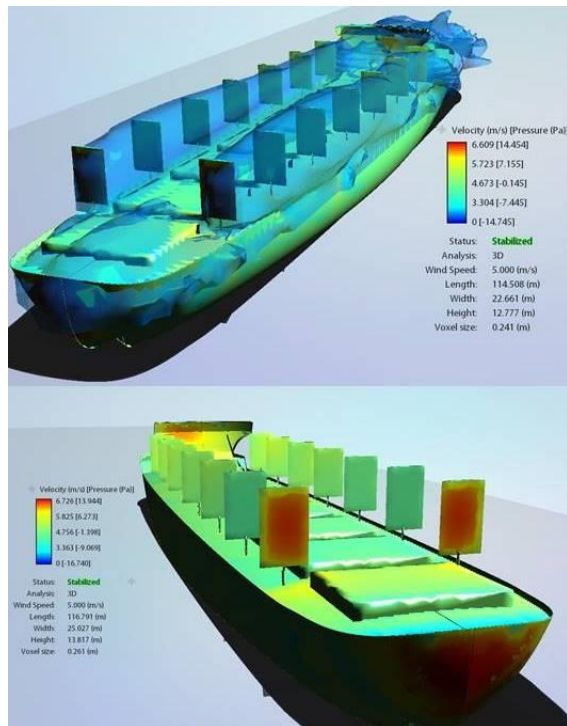 Velocity (m/s) [Pressure (Pa)]
6.609 [14.454]
5.723 [7.155]
4.673 [-0.145]
3.304 [-7.445]
0 [-14.745]
Status: Stabilized
Analysis: 3D
Wind Speed: 5.000 (m/s)
Length: 114.508 (m)
Width: 22.661 (m)
Height: 12.777 (m)
Voxel size: 0.241 (m)
Velocity (m/s) [Pressure (Pa)]
6.726 [13.944]
5.825 [6.273]
4.756 [-1.398]
3.363 [-9.069]
0 [-16.740]
Status: Stabilized
Analysis: 3D
Wind Speed: 5.000 (m/s)
Length: 116.791 (m)
Width: 25.027 (m)
Height: 13.817 (m)
Voxel size: 0.261 (m)